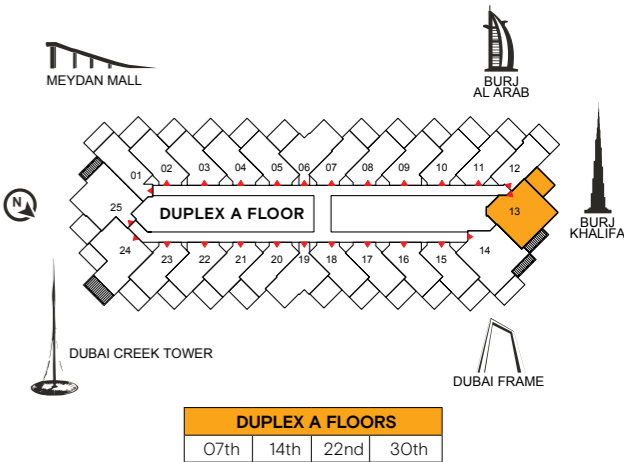 MEYDAN MALL
BURJ
AL ARAB
01 02 03 04 05 06 07 08 09 10 11 12
N
25
DUPLEX A FLOOR
13
BURJ
KHALIFA
24
23 22 21 20 19 18 17 16 15 14
DUBAI CREEK TOWER
DUBAI FRAME
DUPLEX A FLOORS
07th 14th 22nd 30th